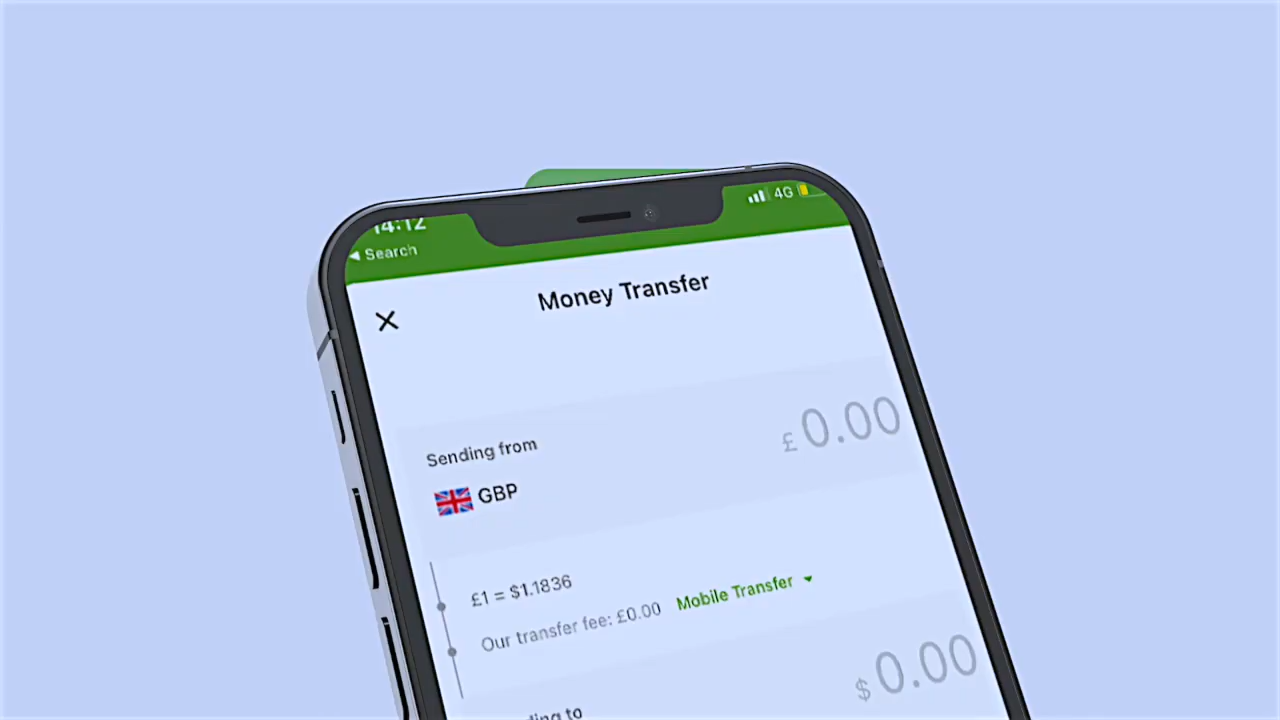 14:12
4G
Search
Money Transfer
Sending from
£0.00
GBP
£1 = $1.1836
Our transfer fee: £0.00 Mobile Transfer
$0.00
to